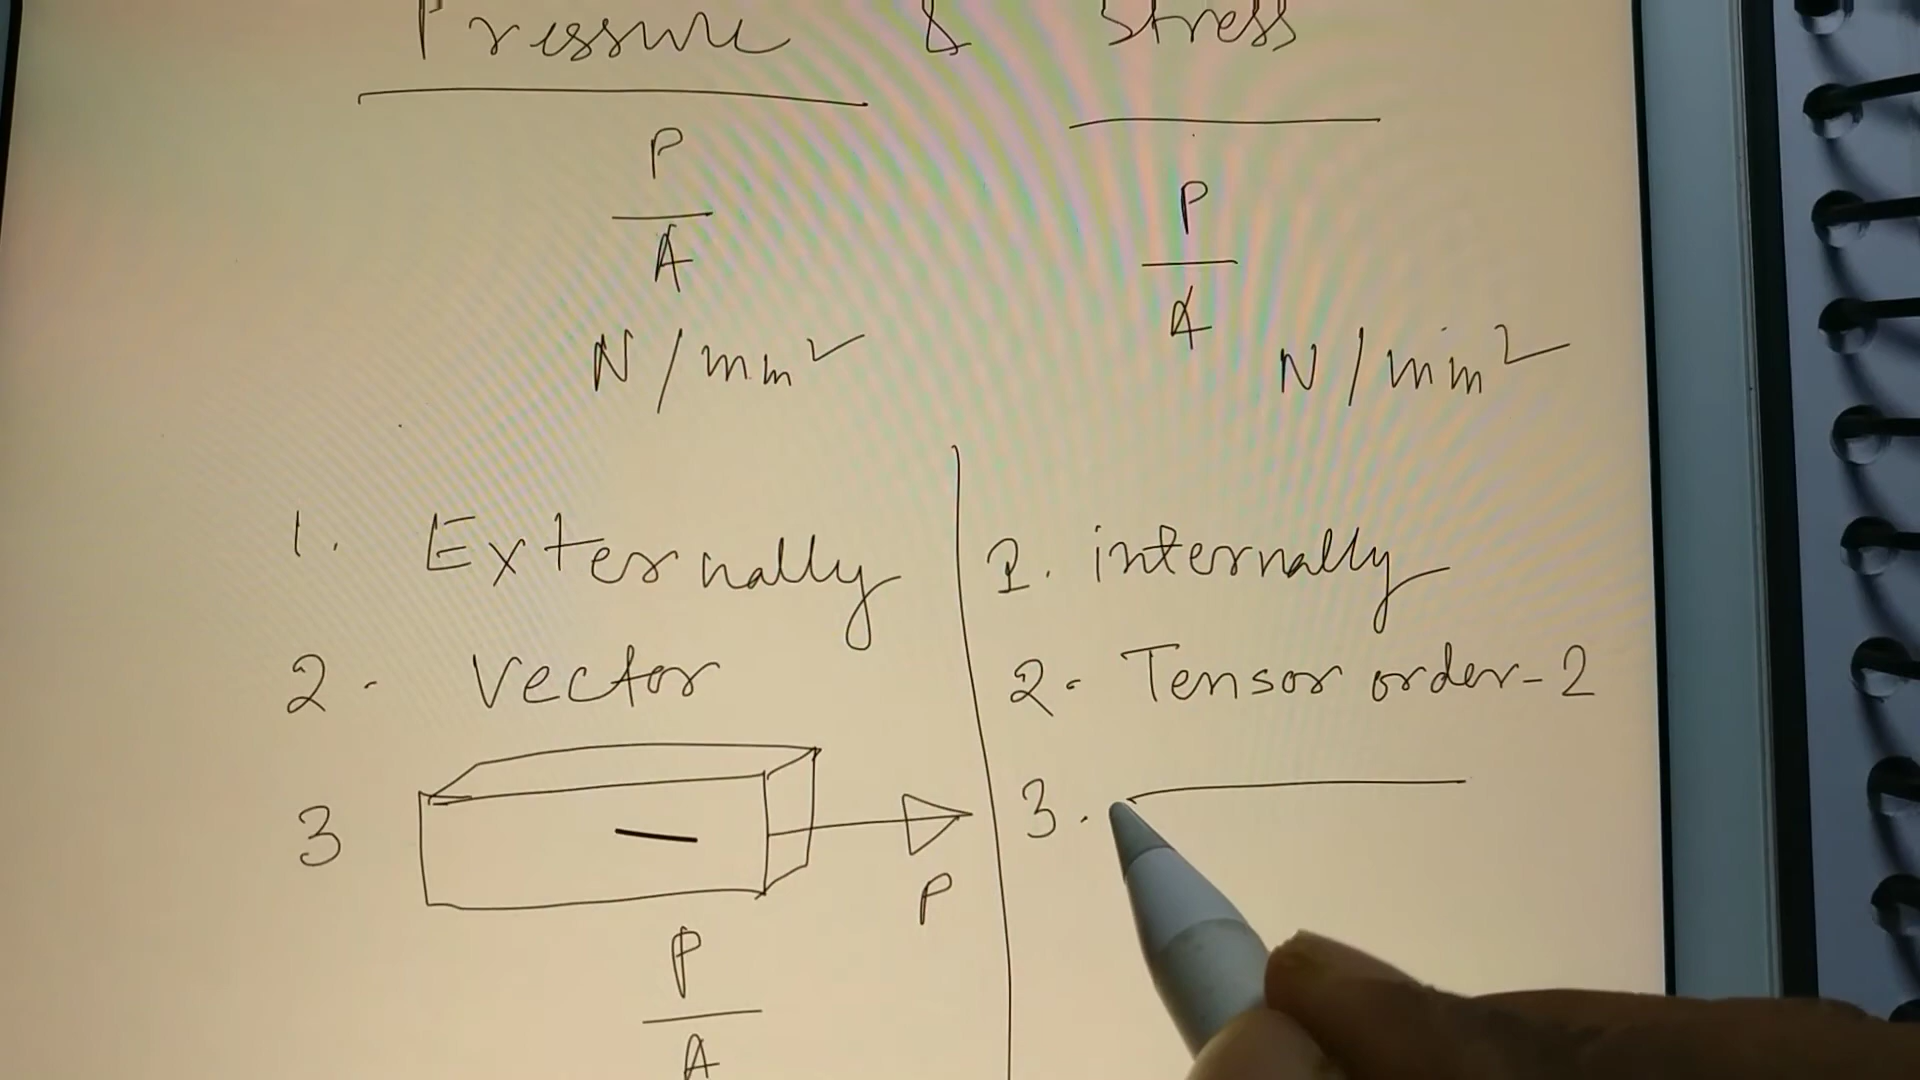 Pressure & Stress
P
A
N/mm²
P
A
N/mm²
1. Externally
2. Vector
3
P
P
A
1. internally
2. Tensor order-2
3.